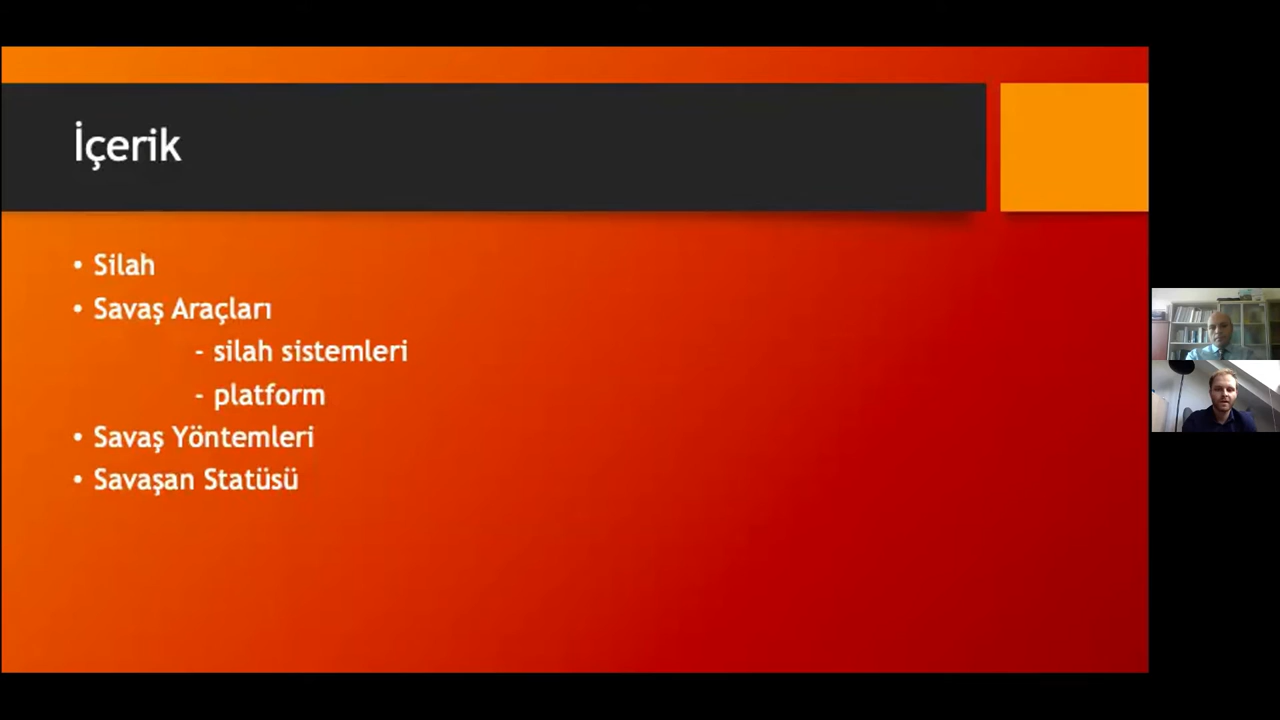 İçerik
• Silah
• Savaş Araçları
- silah sistemleri
- platform
• Savaş Yöntemleri
• Savaşan Statüsü